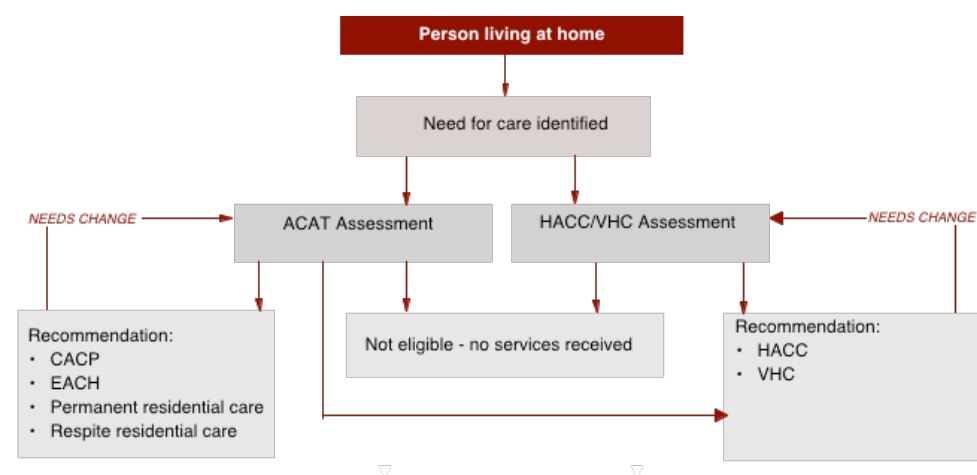 Person living at home
Need for care identified
NEEDS CHANGE
ACAT Assessment
HACC/VHC Assessment
NEEDS CHANGE
Recommendation:
• CACP
• EACH
• Permanent residential care
• Respite residential care
Not eligible - no services received
Recommendation:
• HACC
• VHC